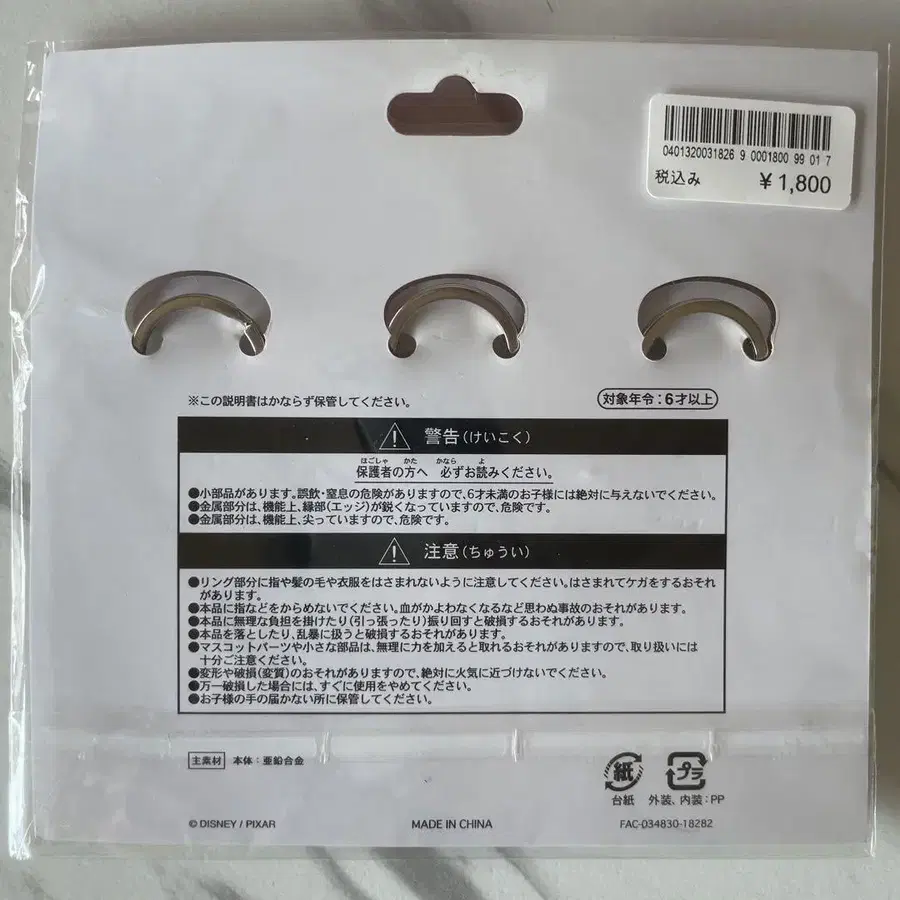 0401320031826 9 0001800 99 01 7
税込み ¥1,800
※この説明書はかならず保管してください。
対象年令:6才以上
警告(けいこく)
ほごしゃ かた かなら よ
保護者の方へ 必ずお読みください。
●小部品があります。誤飲・窒息の危険がありますので、6才未満のお子様には絶対に与えないでください。
●金属部分は、機能上、縁部(エッジ)が鋭くなっていますので、危険です。
●金属部分は、機能上、尖っていますので、危険です。
注意(ちゅうい)
●リング部分に指や髪の毛や衣服をはさまれないように注意してください。はさまれてケガをするおそれ
があります。
●本品に指などをからめないでください。血がかよわなくなるなど思わぬ事故のおそれがあります。
●本品に無理な負担を掛けたり(引っ張ったり)振り回すと破損するおそれがあります。
●本品を落としたり、乱暴に扱うと破損するおそれがあります。
●マスコットパーツや小さな部品は、無理に力を加えると取れるおそれがありますので、取り扱いには
十分ご注意ください。
●変形や破損(変質)のおそれがありますので、絶対に火気に近づけないでください。
●万一破損した場合には、すぐに使用をやめてください。
●お子様の手の届かない所に保管してください。
主素材 本体:亜鉛合金
紙 プラ
台紙 外装、内装:PP
© DISNEY / PIXAR
MADE IN CHINA
FAC-034830-18282